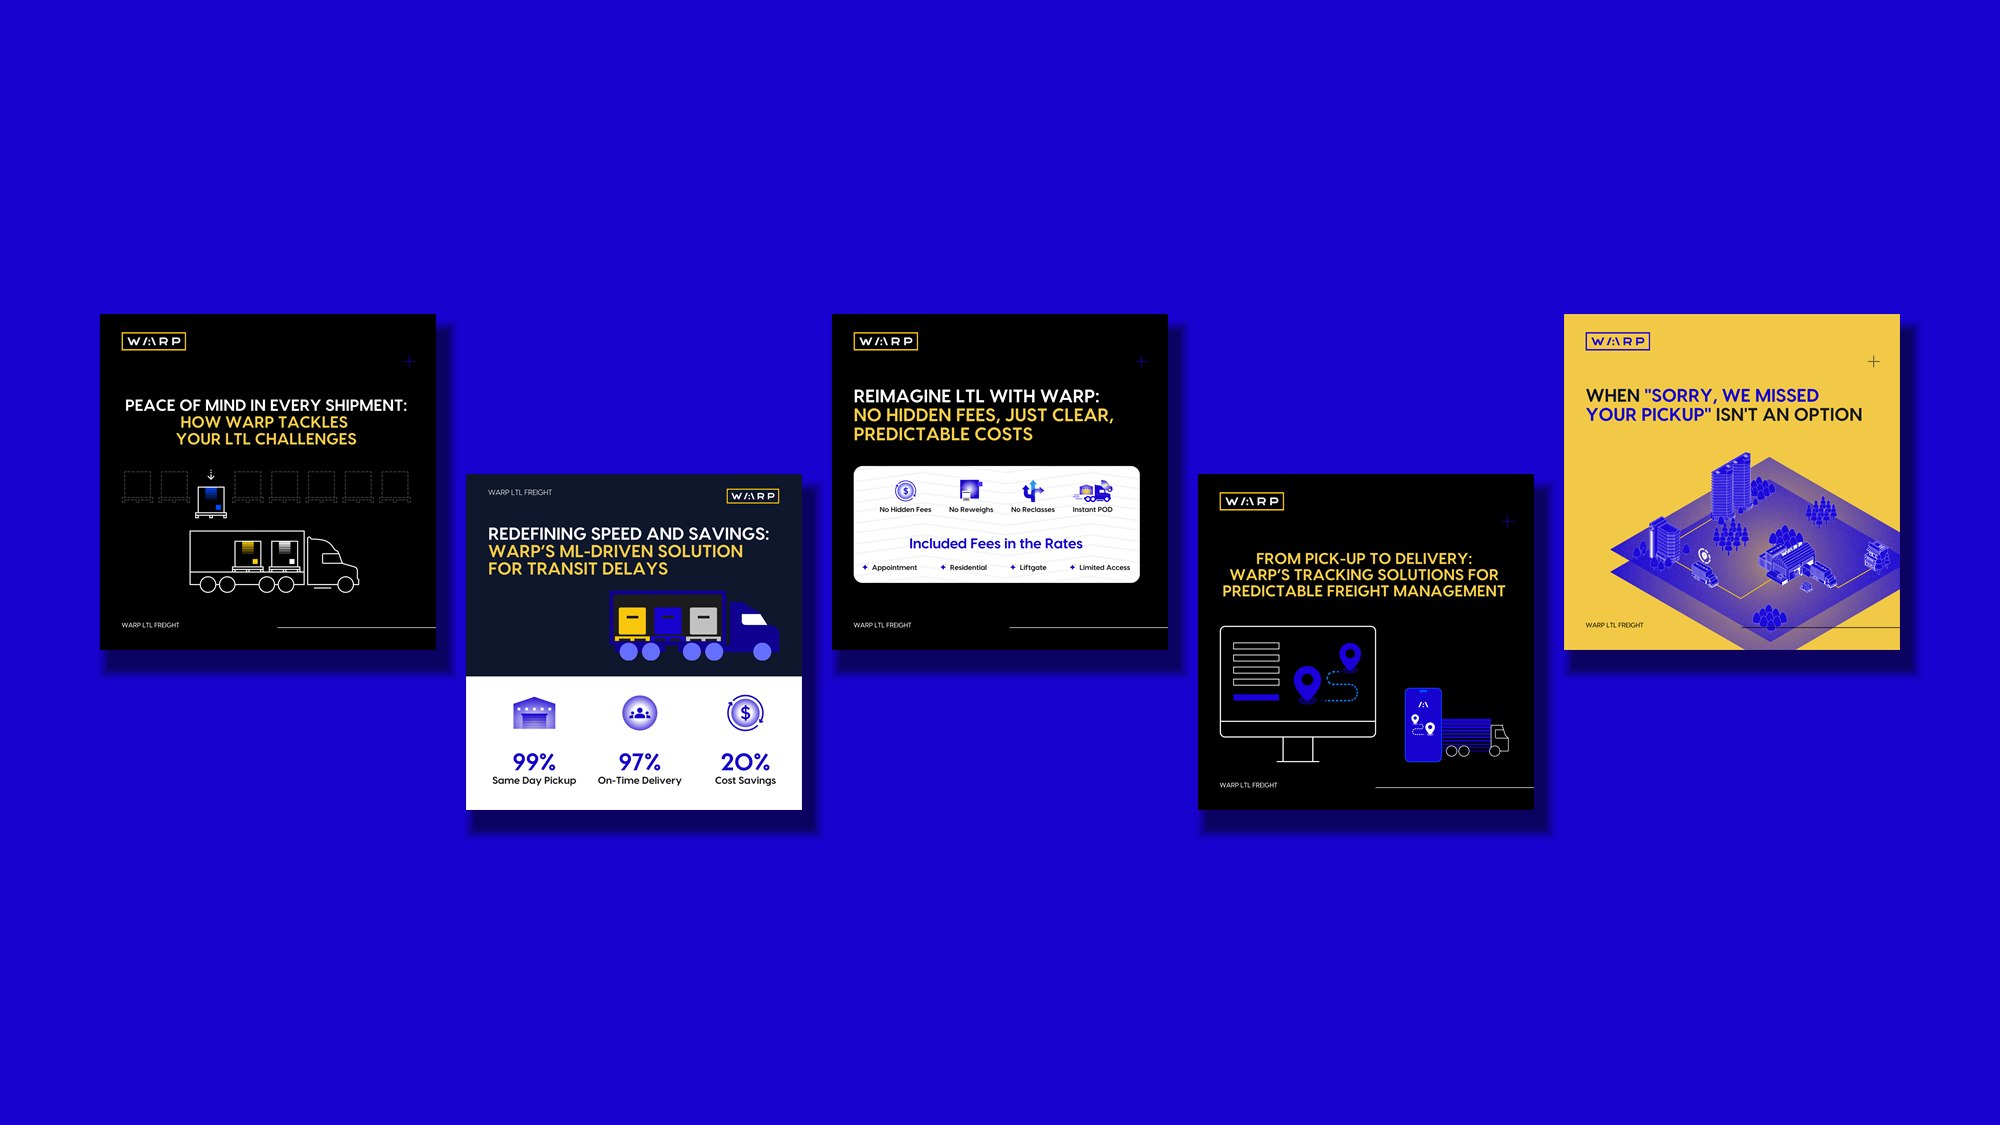 WARP
PEACE OF MIND IN EVERY SHIPMENT:
HOW WARP TACKLES
YOUR LTL CHALLENGES
WARP LTL FREIGHT
WARP LTL FREIGHT
WARP
REDEFINING SPEED AND SAVINGS:
WARP’S ML-DRIVEN SOLUTION
FOR TRANSIT DELAYS
99% 97% 20%
Same Day Pickup On-Time Delivery Cost Savings
WARP
REIMAGINE LTL WITH WARP:
NO HIDDEN FEES, JUST CLEAR,
PREDICTABLE COSTS
No Hidden Fees No Reweighs No Reclasses Instant POD
Included Fees in the Rates
Appointment Residential Liftgate Limited Access
WARP LTL FREIGHT
WARP
FROM PICK-UP TO DELIVERY:
WARP’S TRACKING SOLUTIONS FOR
PREDICTABLE FREIGHT MANAGEMENT
WARP LTL FREIGHT
WARP
WHEN "SORRY, WE MISSED
YOUR PICKUP" ISN'T AN OPTION
WARP LTL FREIGHT